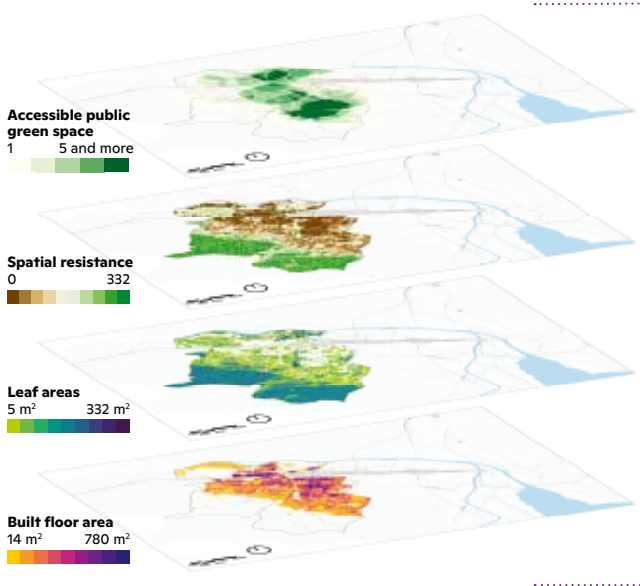 Accessible public
green space
1 5 and more
Spatial resistance
0 332
Leaf areas
5 m² 332 m²
Built floor area
14 m² 780 m²